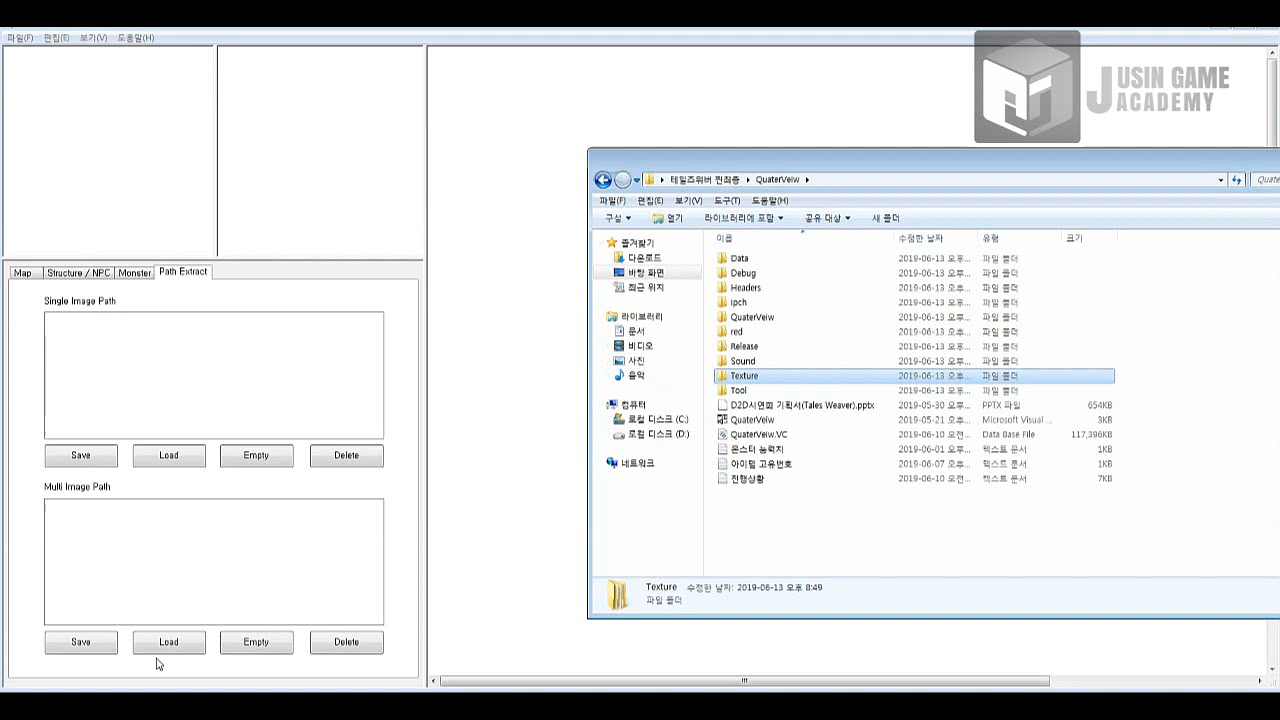 파일(F) 편집(E) 보기(V) 도움말(H)
JUSIN GAME
ACADEMY
테일즈위버 찐최종 QuaterVeiw
파일(F) 편집(E) 보기(V) 도구(T) 도움말(H)
구성 열기 라이브러리에 포함 공유 대상 새 폴더
이름 수정한 날짜 유형 크기
즐겨찾기
다운로드
바탕 화면
최근 위치
라이브러리
문서
비디오
사진
음악
컴퓨터
로컬 디스크 (C:)
로컬 디스크 (D:)
네트워크
Data 2019-06-13 오후... 파일 폴더
Debug 2019-06-13 오후... 파일 폴더
Headers 2019-06-13 오후... 파일 폴더
ipch 2019-06-13 오후... 파일 폴더
QuaterVeiw 2019-06-13 오후... 파일 폴더
red 2019-06-13 오후... 파일 폴더
Release 2019-06-13 오후... 파일 폴더
Sound 2019-06-13 오후... 파일 폴더
Texture 2019-06-13 오후... 파일 폴더
Tool 2019-06-13 오후... 파일 폴더
D2D시연회 기획서(Tales Weaver).pptx 2019-05-30 오후... PPTX 파일 654KB
QuaterVeiw 2019-05-21 오후... Microsoft Visual ... 3KB
QuaterVeiw.VC 2019-06-10 오전... Data Base File 117,396KB
몬스터 능력치 2019-06-01 오후... 텍스트 문서 1KB
아이템 고유번호 2019-06-07 오후... 텍스트 문서 1KB
진행상황 2019-06-10 오전... 텍스트 문서 7KB
Texture 수정한 날짜: 2019-06-13 오후 8:49
파일 폴더
Map Structure / NPC Monster Path Extract
Single Image Path
Save Load Empty Delete
Multi Image Path
Save Load Empty Delete